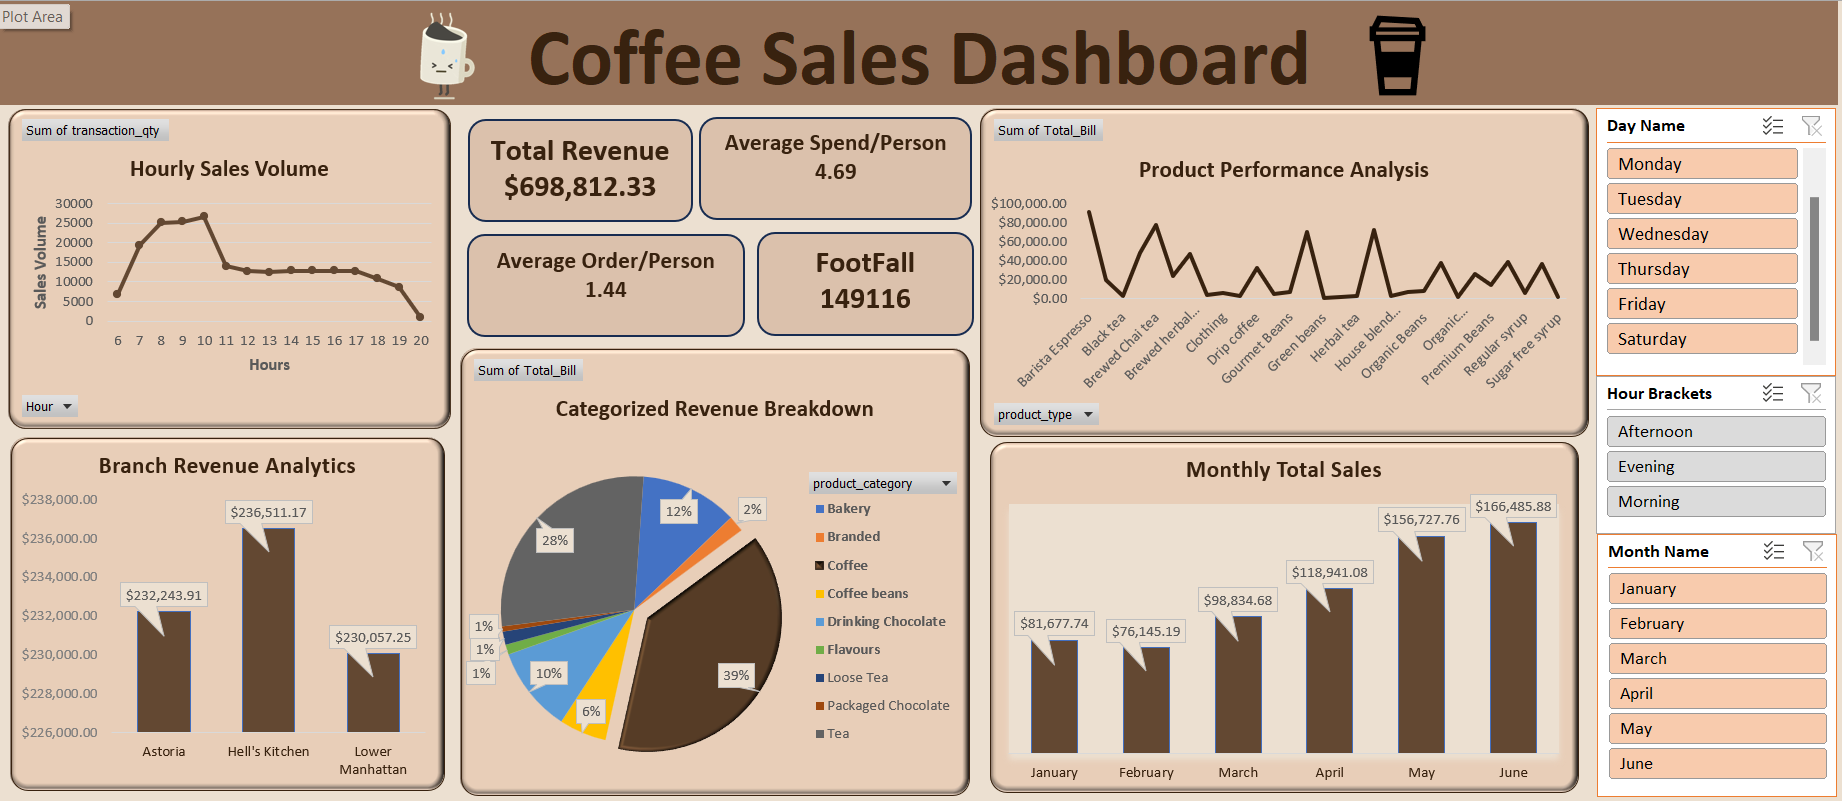 Plot Area
Coffee Sales Dashboard
Sum of transaction_qty
Hourly Sales Volume
Sales Volume
30000
25000
20000
15000
10000
5000
0
6 7 8 9 10 11 12 13 14 15 16 17 18 19 20
Hours
Hour
Total Revenue
$698,812.33
Average Spend/Person
4.69
Average Order/Person
1.44
FootFall
149116
Sum of Total_Bill
Product Performance Analysis
$100,000.00
$80,000.00
$60,000.00
$40,000.00
$20,000.00
$0.00
Barista Espresso
Black tea
Brewed Chai tea
Brewed herbal...
Clothing
Drip coffee
Gourmet Beans
Green beans
Herbal tea
House blend...
Organic Beans
Organic...
Premium Beans
Regular syrup
Sugar free syrup
product_type
Branch Revenue Analytics
$238,000.00
$236,000.00
$234,000.00
$232,000.00
$230,000.00
$228,000.00
$226,000.00
$232,243.91
$236,511.17
$230,057.25
Astoria
Hell's Kitchen
Lower
Manhattan
Sum of Total_Bill
Categorized Revenue Breakdown
12%
2%
39%
6%
10%
1%
1%
1%
28%
product_category
Bakery
Branded
Coffee
Coffee beans
Drinking Chocolate
Flavours
Loose Tea
Packaged Chocolate
Tea
Monthly Total Sales
$81,677.74
$76,145.19
$98,834.68
$118,941.08
$156,727.76
$166,485.88
January
February
March
April
May
June
Day Name
Monday
Tuesday
Wednesday
Thursday
Friday
Saturday
Hour Brackets
Afternoon
Evening
Morning
Month Name
January
February
March
April
May
June